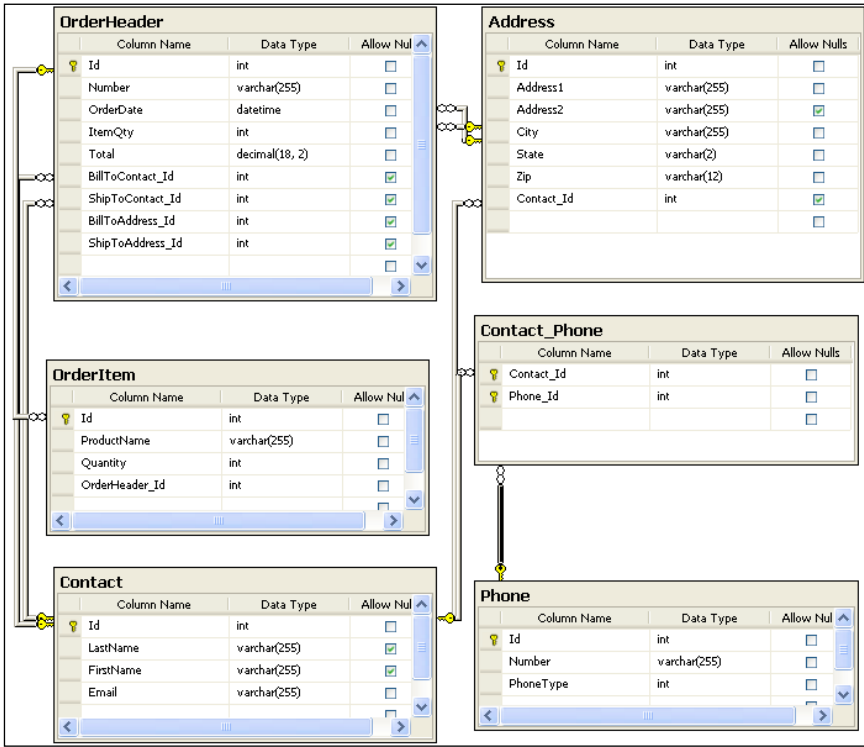 OrderHeader
Column Name Data Type Allow Nul
Id int
Number varchar(255)
OrderDate datetime
ItemQty int
Total decimal(18, 2)
BillToContact_Id int
ShipToContact_Id int
BillToAddress_Id int
ShipToAddress_Id int
Address
Column Name Data Type Allow Nulls
Id int
Address1 varchar(255)
Address2 varchar(255)
City varchar(255)
State varchar(2)
Zip varchar(12)
Contact_Id int
Contact_Phone
Column Name Data Type Allow Nulls
Contact_Id int
Phone_Id int
OrderItem
Column Name Data Type Allow Nul
Id int
ProductName varchar(255)
Quantity int
OrderHeader_Id int
Contact
Column Name Data Type Allow Nul
Id int
LastName varchar(255)
FirstName varchar(255)
Email varchar(255)
Phone
Column Name Data Type Allow Nul
Id int
Number varchar(255)
PhoneType int